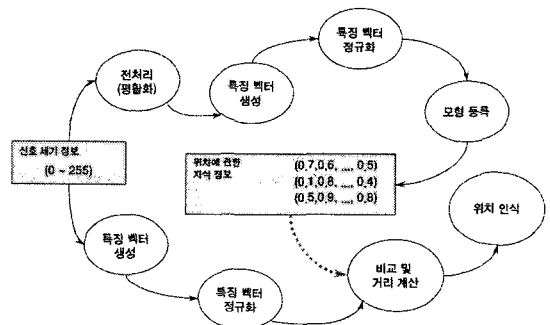 특징 벡터
정규화
전처리
(평활화)
특징 벡터
생성
모형 등록
신호 세기 정보
(0 ~ 255)
위치에 관한
지식 정보
(0.7,0.6, ..., 0.5)
(0.1,0.8, ..., 0.4)
(0.5,0.9, ..., 0.8)
위치 인식
특징 벡터
생성
비교 및
거리 계산
특징 벡터
정규화